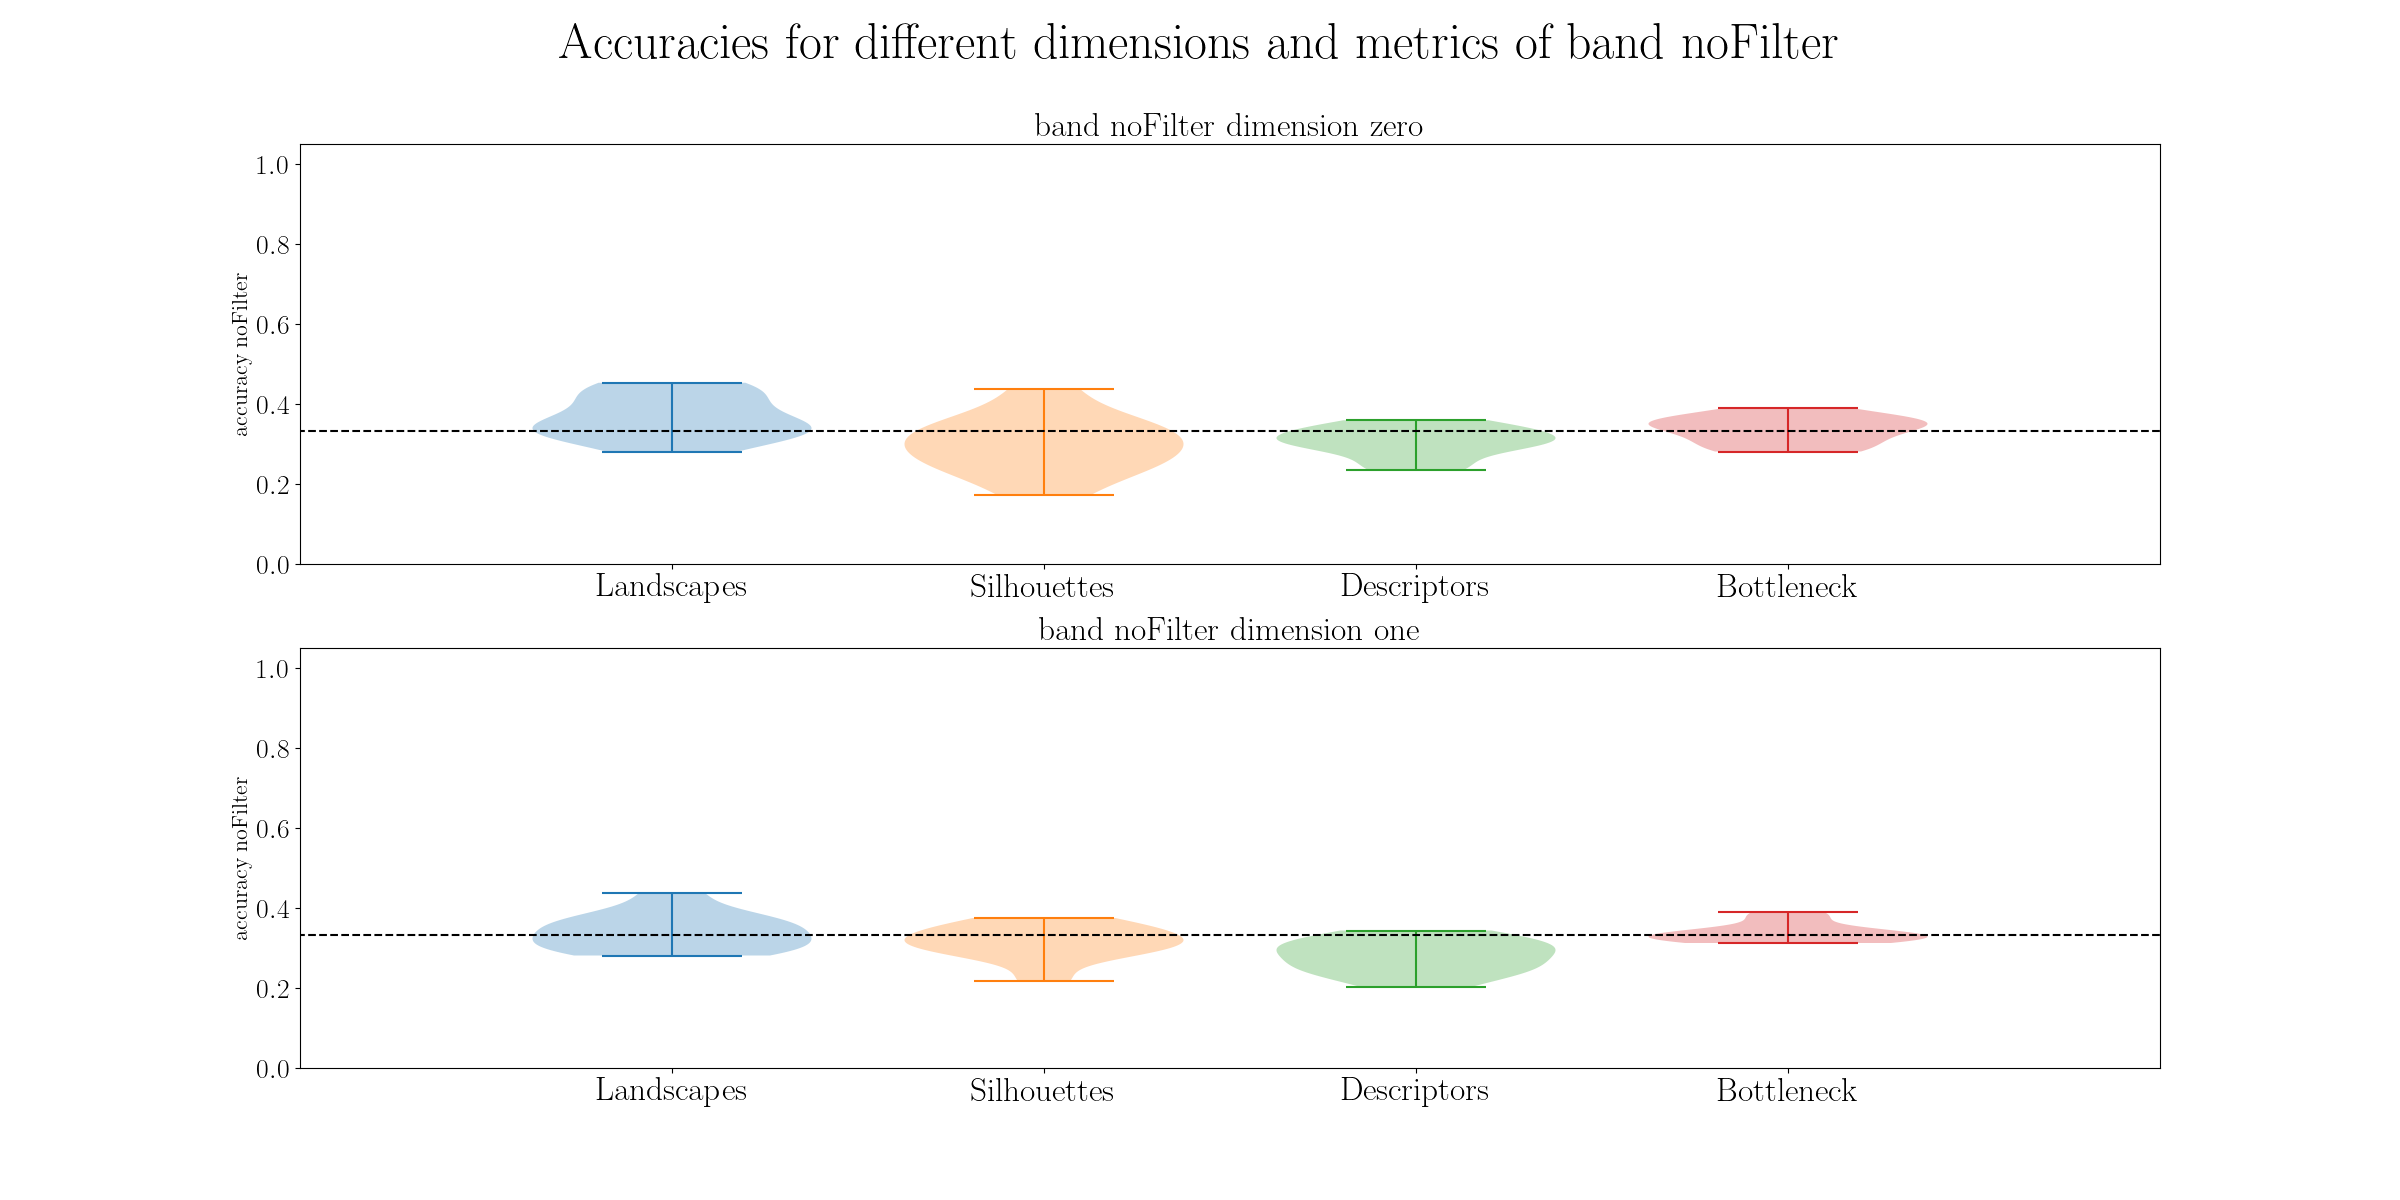 Accuracies for different dimensions and metrics of band noFilter
band noFilter dimension zero
accuracy noFilter
1.0
0.8
0.6
0.4
0.2
0.0
Landscapes Silhouettes Descriptors Bottleneck
band noFilter dimension one
accuracy noFilter
1.0
0.8
0.6
0.4
0.2
0.0
Landscapes Silhouettes Descriptors Bottleneck